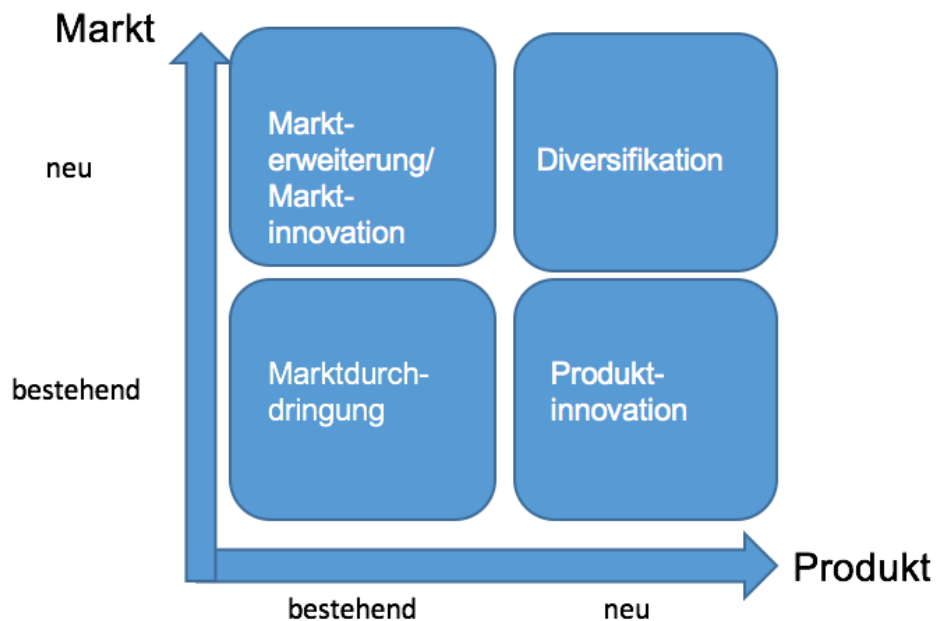 Markt
neu
Markt-
erweiterung/
Markt-
innovation
Diversifikation
bestehend
Marktdurch-
dringung
Produkt-
innovation
Produkt
bestehend
neu